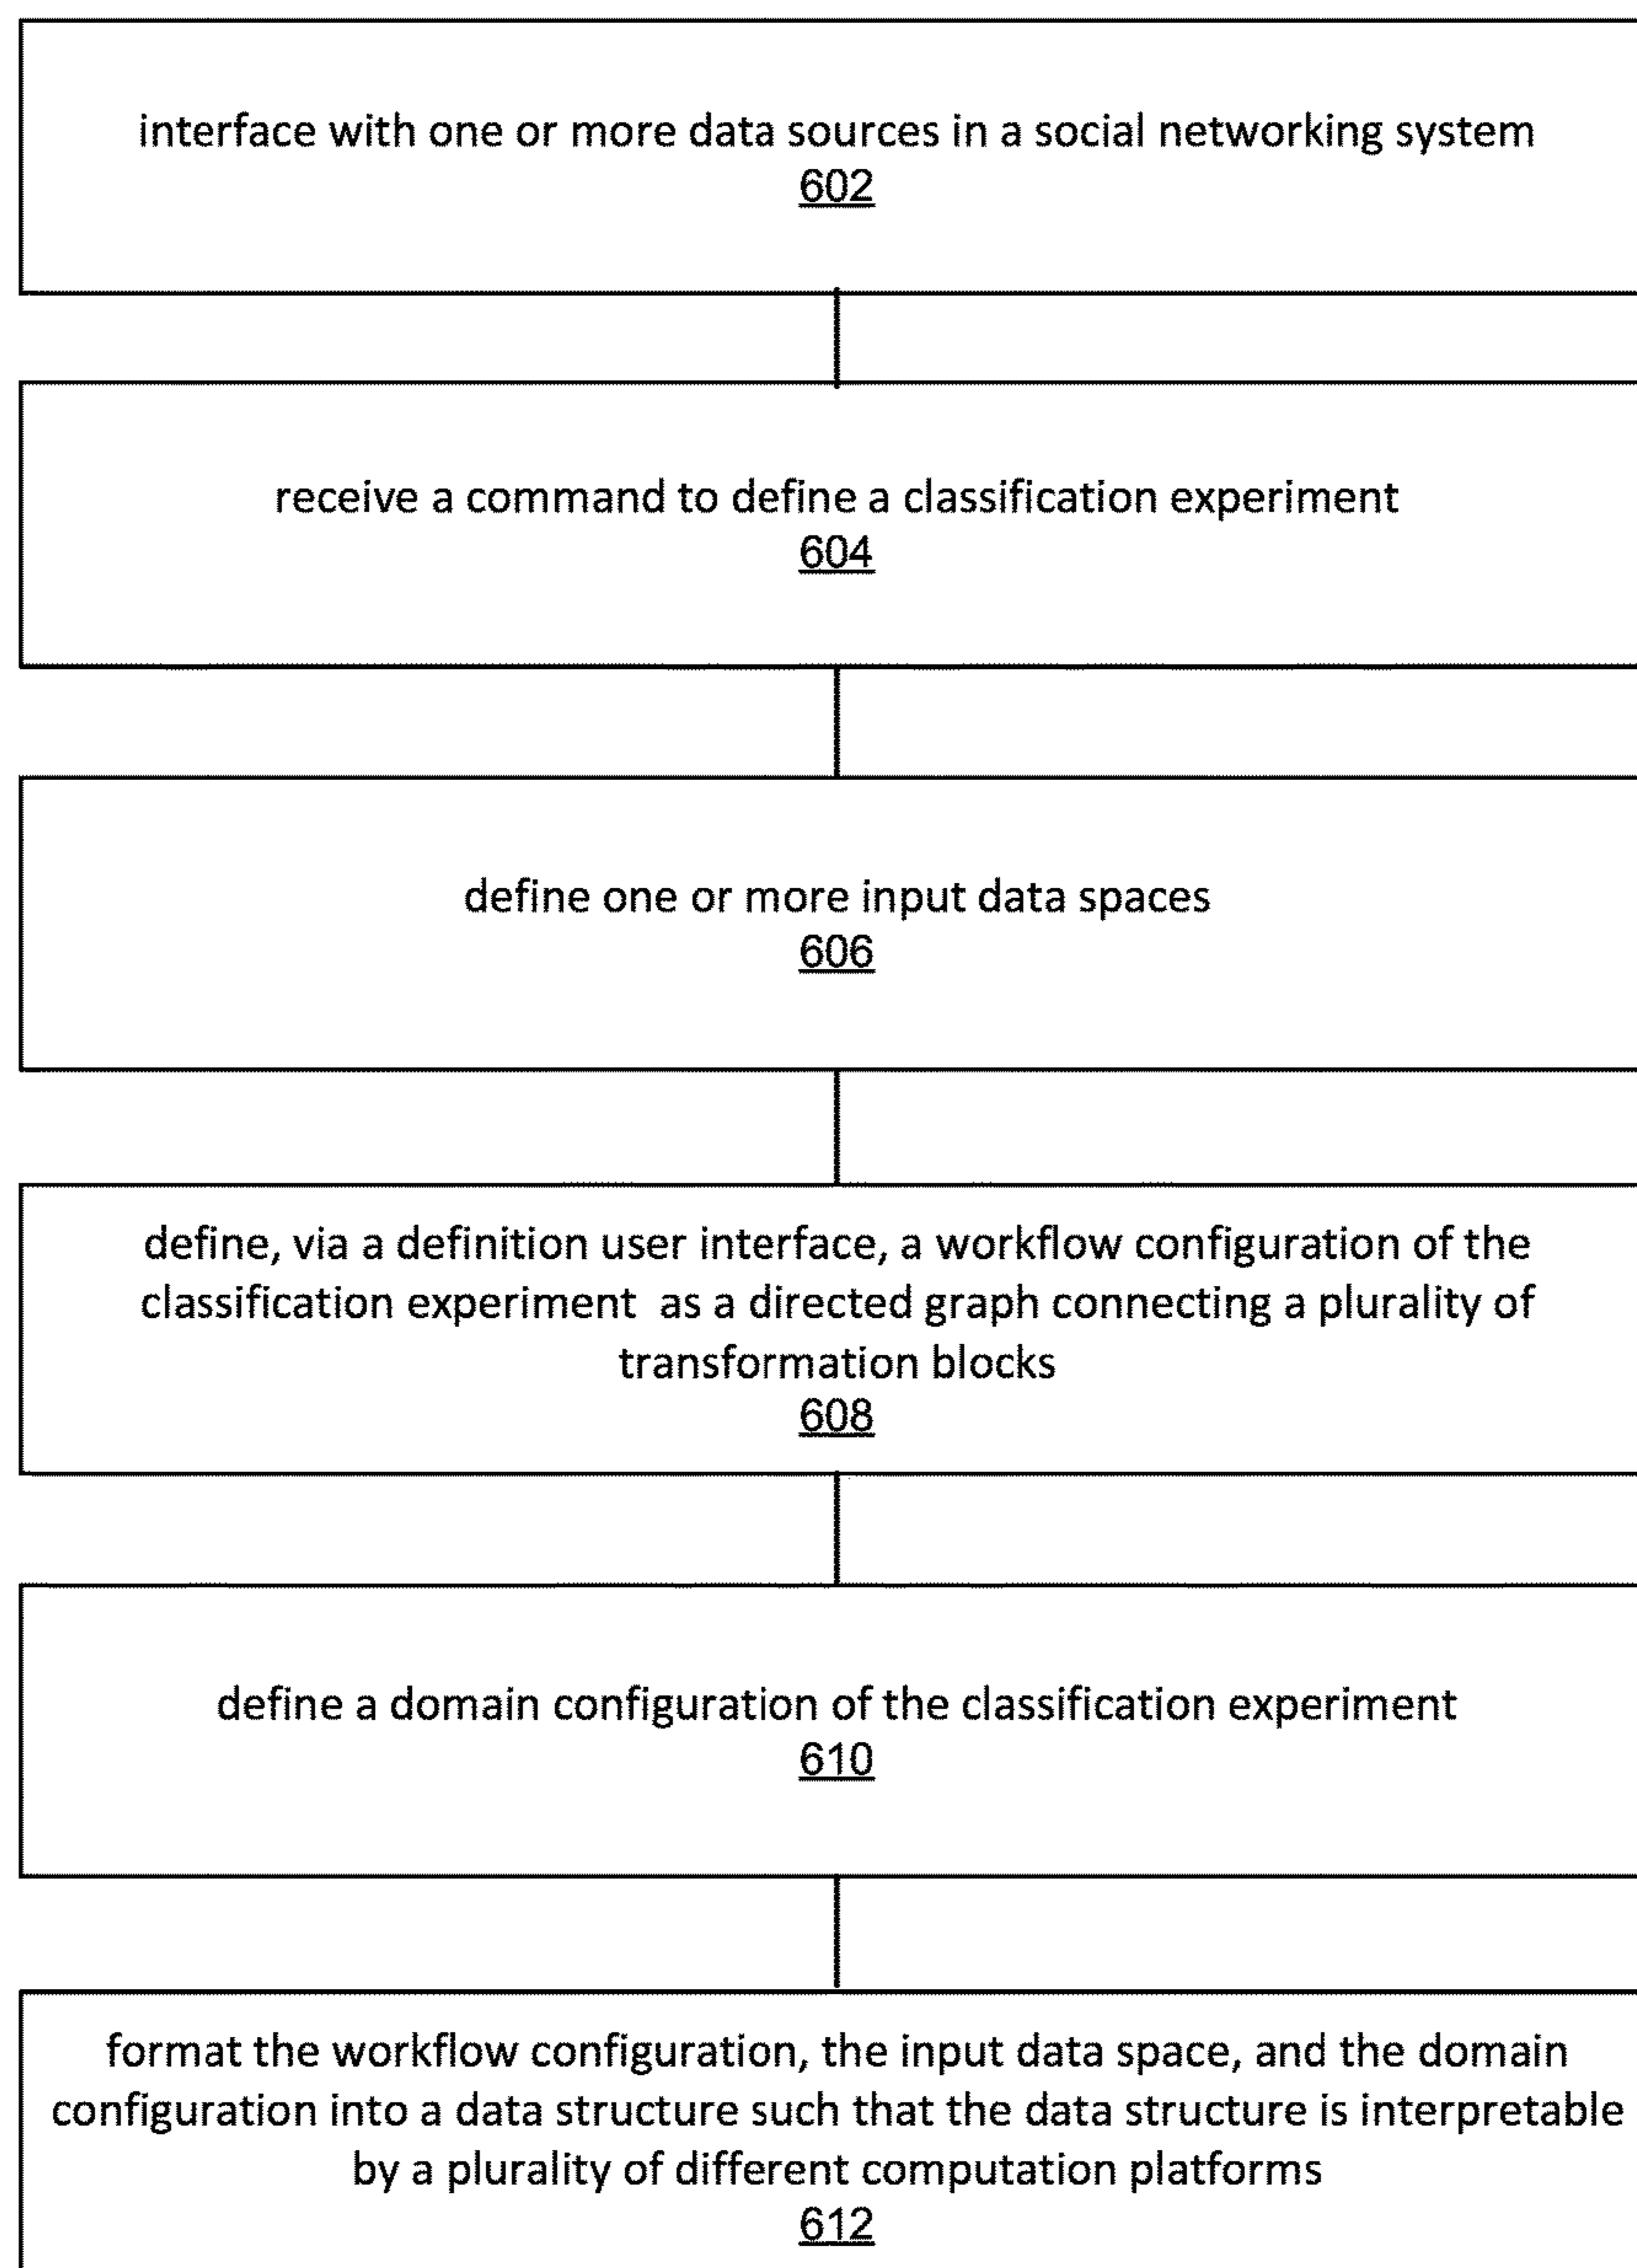 interface with one or more data sources in a social networking system
602
receive a command to define a classification experiment
604
define one or more input data spaces
606
define, via a definition user interface, a workflow configuration of the
classification experiment as a directed graph connecting a plurality of
transformation blocks
608
define a domain configuration of the classification experiment
610
format the workflow configuration, the input data space, and the domain
configuration into a data structure such that the data structure is interpretable
by a plurality of different computation platforms
612